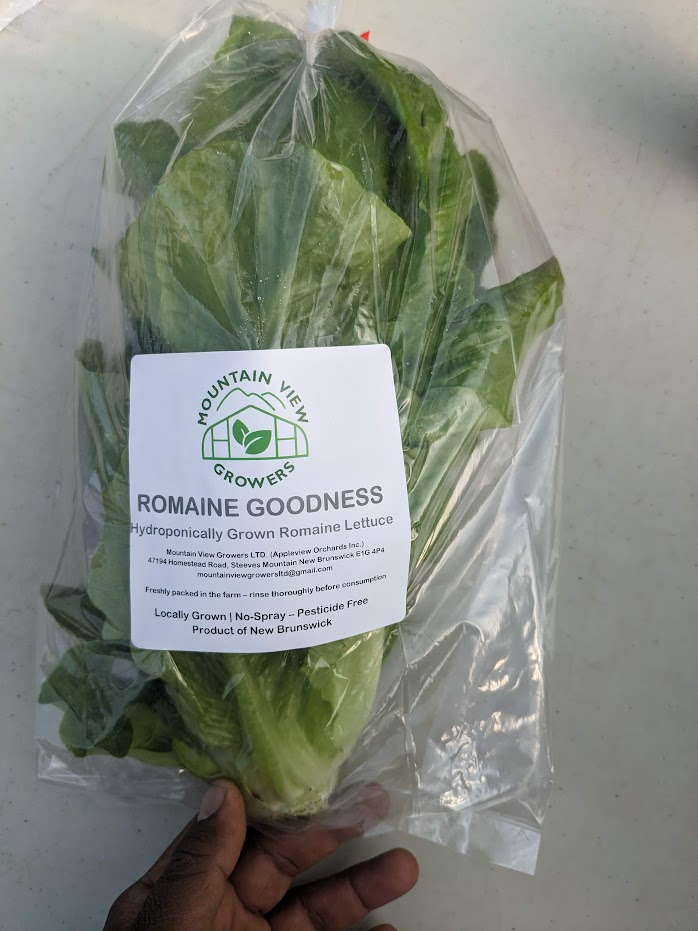 MOUNTAIN VIEW
GROWERS
ROMAINE GOODNESS
Hydroponically Grown Romaine Lettuce
Mountain View Growers LTD. (Appleview Orchards Inc.)
47194 Homestead Road, Steeves Mountain New Brunswick E1G 4P4
mountainviewgrowersltd@gmail.com
Freshly packed in the farm – rinse thoroughly before consumption
Locally Grown | No-Spray – Pesticide Free
Product of New Brunswick